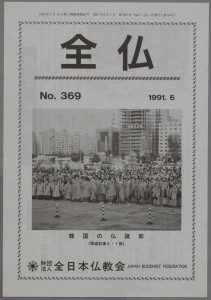 全仏
No. 369
1991. 6
韓国の仏誕節
財団
法人
全日本仏教会 JAPAN BUDDHIST FEDERATION